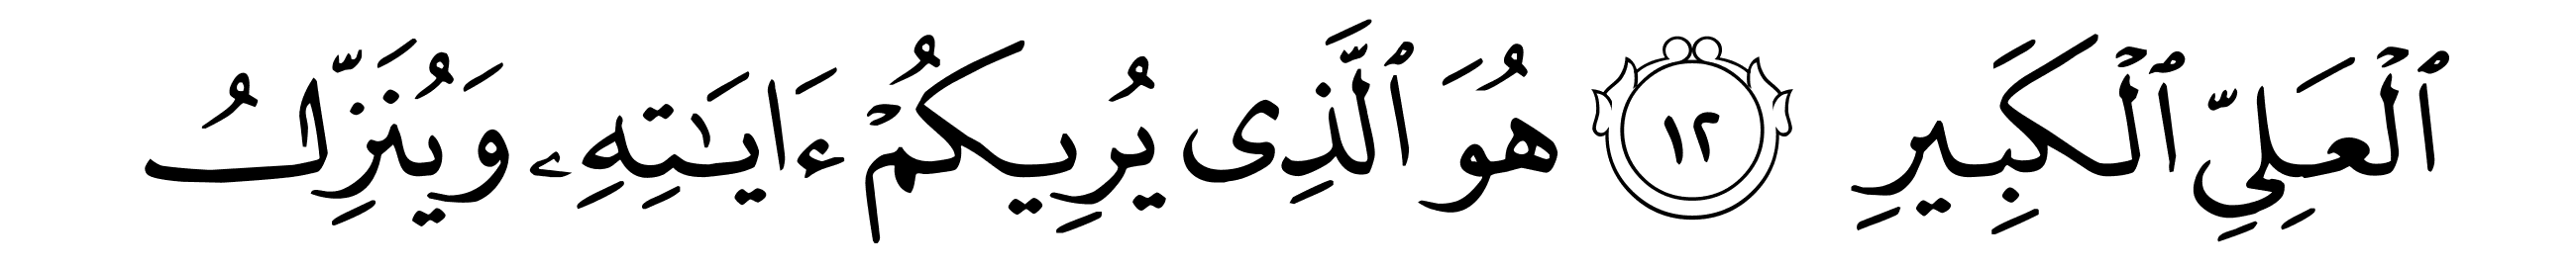 ٱلْعَلِىِّ ٱلْكَبِيرِ ١٢ هُوَ ٱلَّذِى يُرِيكُمْ ءَايَـٰتِهِۦ وَيُنَزِّلُ